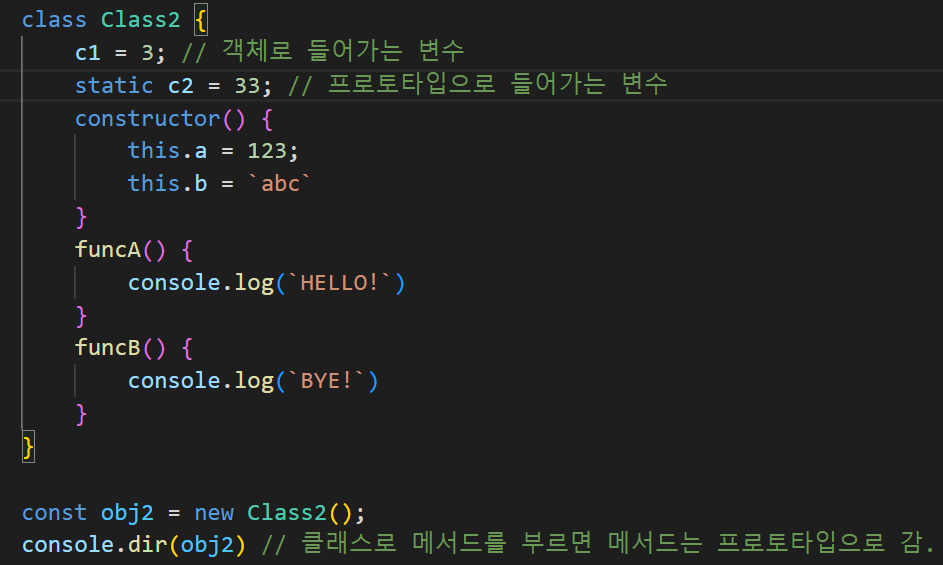 class Class2 {
    c1 = 3; // 객체로 들어가는 변수
    static c2 = 33; // 프로토타입으로 들어가는 변수
    constructor() {
        this.a = 123;
        this.b = `abc`
    }
    funcA() {
        console.log(`HELLO!`)
    }
    funcB() {
        console.log(`BYE!`)
    }
}
const obj2 = new Class2();
console.dir(obj2) // 클래스로 메서드를 부르면 메서드는 프로토타입으로 감.